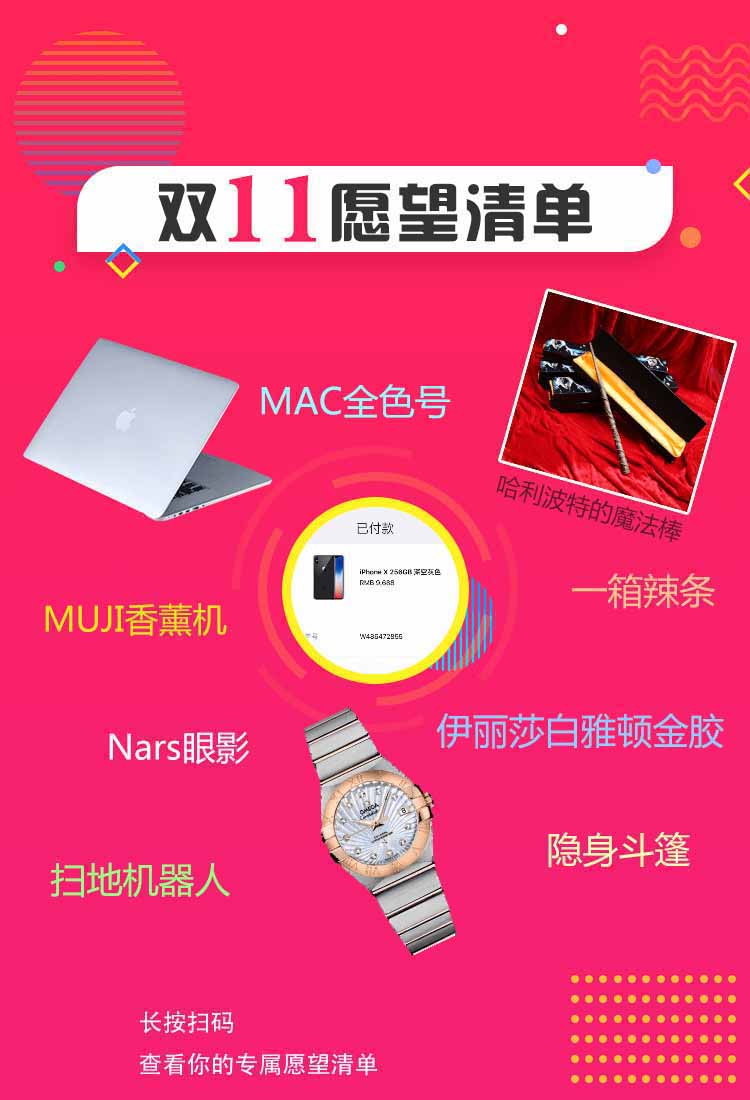 双11愿望清单
MAC全色号
哈利波特的魔法棒
已付款
iPhone X 256GB 深空灰色
RMB 9,688
W486472855
一箱辣条
MUJI香薰机
伊丽莎白雅顿金胶
Nars眼影
OMEGA
隐身斗篷
扫地机器人
长按扫码
查看你的专属愿望清单